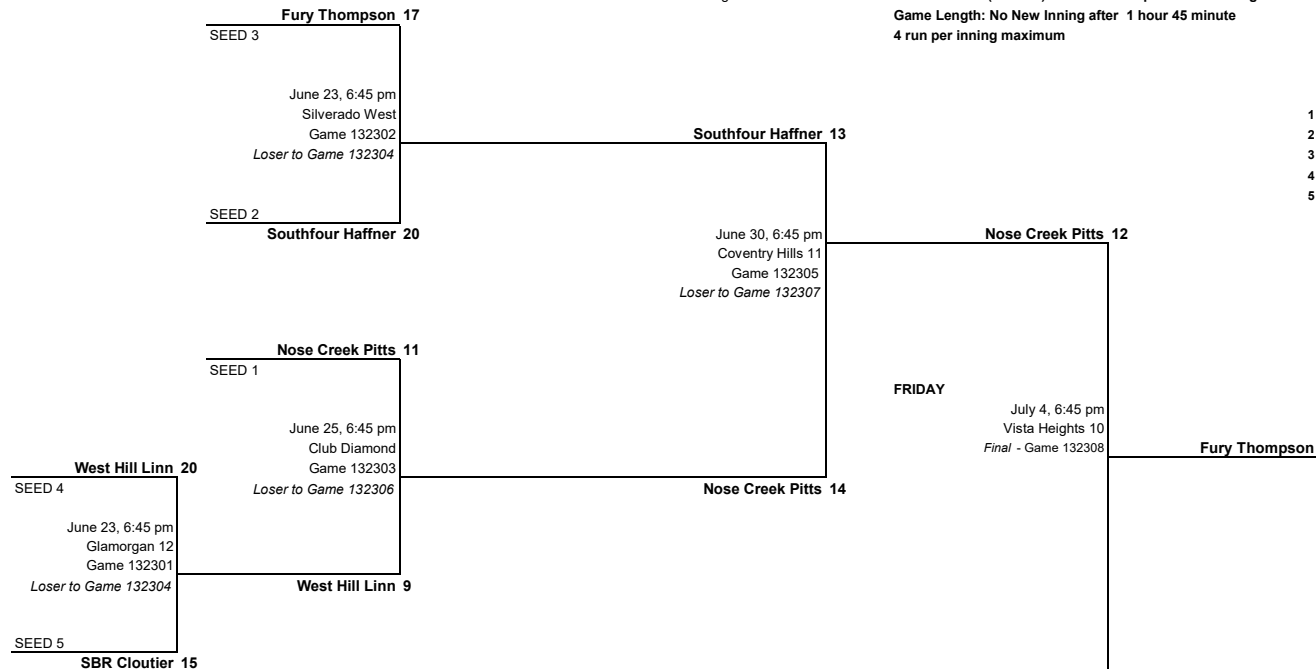 Fury Thompson 17
Game Length: No New Inning after 1 hour 45 minute
SEED 3
4 run per inning maximum
June 23, 6:45 pm
Silverado West
Game 132302
Loser to Game 132304
Southfour Haffner 13
1
2
3
4
5
SEED 2
Southfour Haffner 20
June 30, 6:45 pm
Coventry Hills 11
Game 132305
Loser to Game 132307
Nose Creek Pitts 12
Nose Creek Pitts 11
SEED 1
FRIDAY
July 4, 6:45 pm
Vista Heights 10
Final - Game 132308
Fury Thompson
June 25, 6:45 pm
Club Diamond
Game 132303
Loser to Game 132306
West Hill Linn 20
SEED 4
Nose Creek Pitts 14
June 23, 6:45 pm
Glamorgan 12
Game 132301
Loser to Game 132304
West Hill Linn 9
SEED 5
SBR Cloutier 15